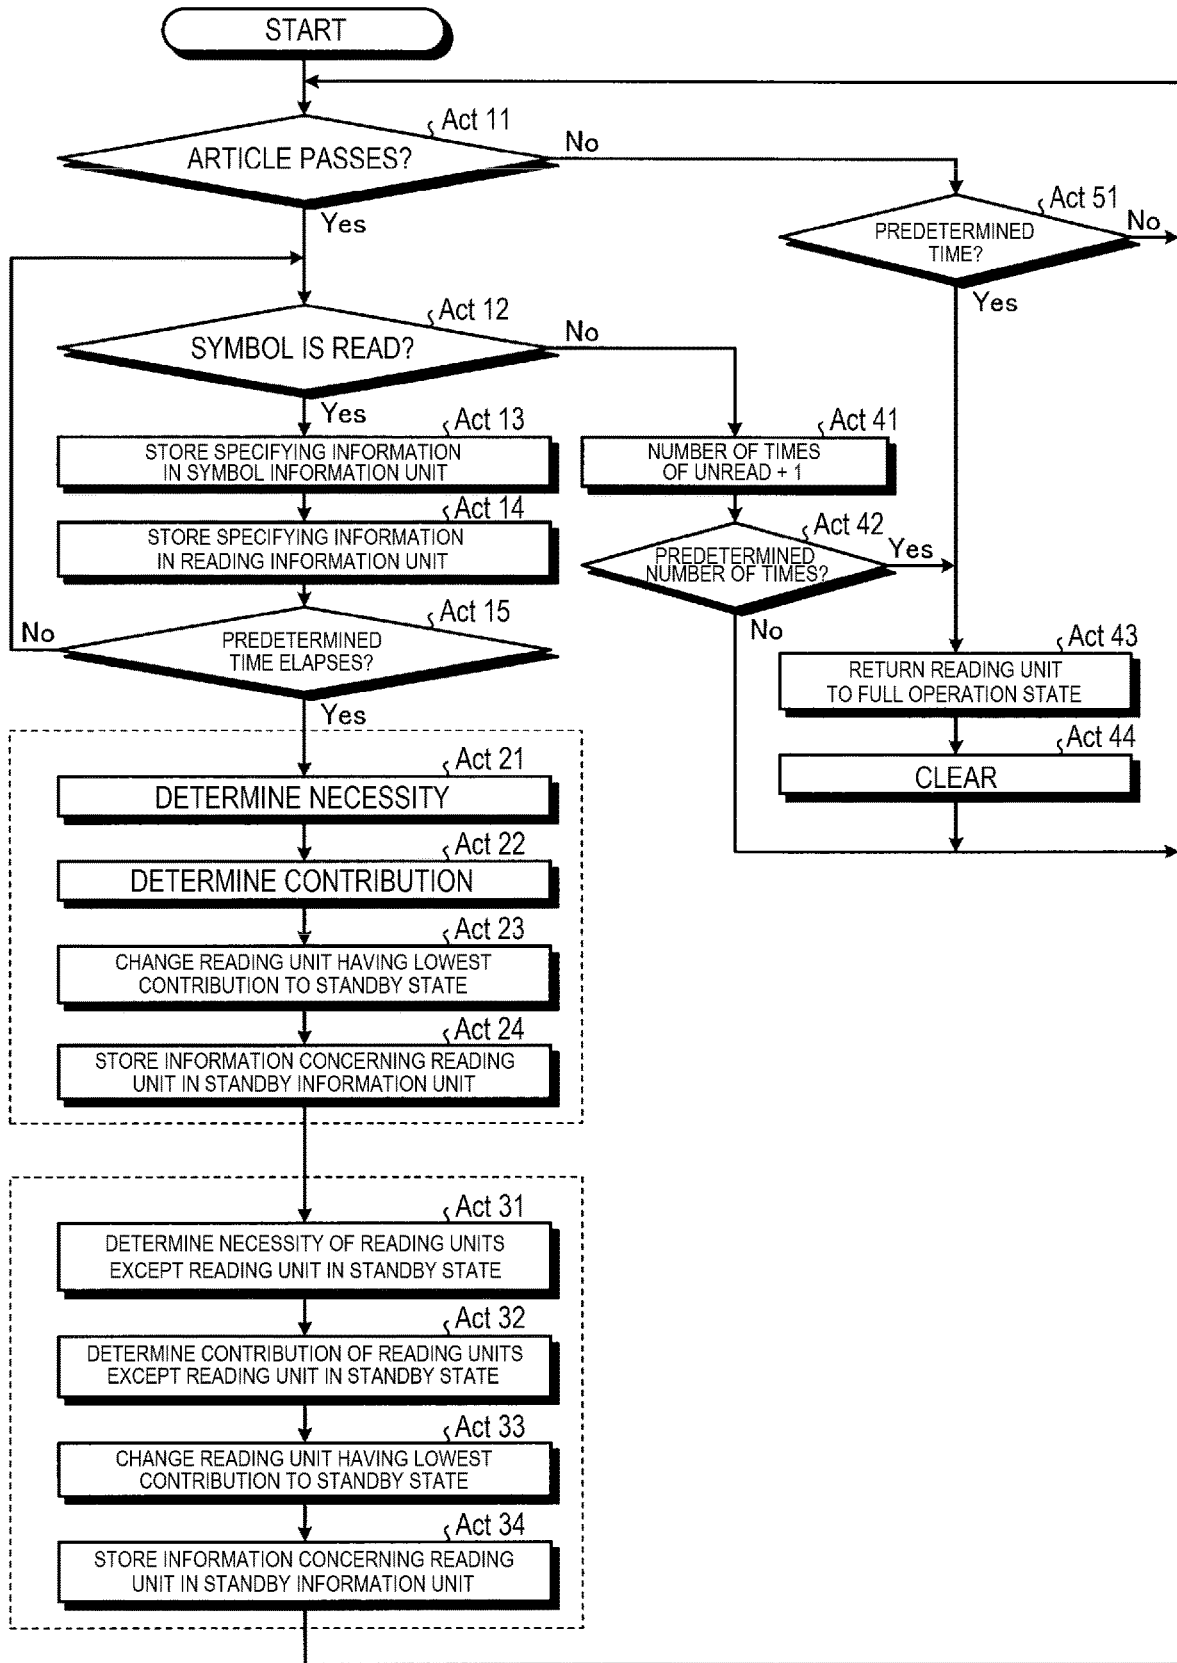 START
Act 11
ARTICLE PASSES?
No
Yes
Act 51
PREDETERMINED
TIME?
No
Yes
Act 12
SYMBOL IS READ?
No
Yes
Act 13
STORE SPECIFYING INFORMATION
IN SYMBOL INFORMATION UNIT
Act 14
STORE SPECIFYING INFORMATION
IN READING INFORMATION UNIT
Act 15
PREDETERMINED
TIME ELAPSES?
No
Yes
Act 41
NUMBER OF TIMES
OF UNREAD + 1
Act 42
PREDETERMINED
NUMBER OF TIMES?
Yes
No
Act 43
RETURN READING UNIT
TO FULL OPERATION STATE
Act 44
CLEAR
Act 21
DETERMINE NECESSITY
Act 22
DETERMINE CONTRIBUTION
Act 23
CHANGE READING UNIT HAVING LOWEST
CONTRIBUTION TO STANDBY STATE
Act 24
STORE INFORMATION CONCERNING READING
UNIT IN STANDBY INFORMATION UNIT
Act 31
DETERMINE NECESSITY OF READING UNITS
EXCEPT READING UNIT IN STANDBY STATE
Act 32
DETERMINE CONTRIBUTION OF READING UNITS
EXCEPT READING UNIT IN STANDBY STATE
Act 33
CHANGE READING UNIT HAVING LOWEST
CONTRIBUTION TO STANDBY STATE
Act 34
STORE INFORMATION CONCERNING READING
UNIT IN STANDBY INFORMATION UNIT